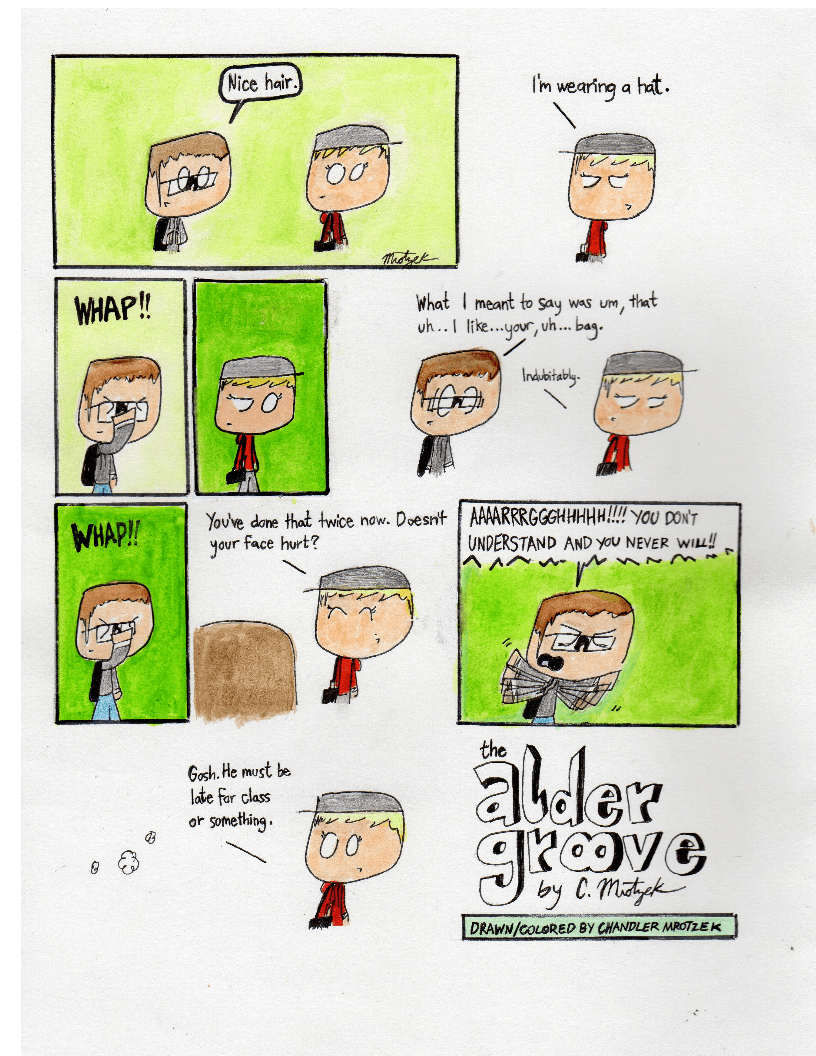 Nice hair.
I'm wearing a hat.
Mrotzek
WHAP!!
What I meant to say was um, that
uh.. I like...your, uh... bag.
Indubitably.
WHAP!!
You've done that twice now. Doesn't
your face hurt?
AAAARRRGGGHHHHH!!!! YOU DON'T
UNDERSTAND AND YOU NEVER WILL!!
Gosh. He must be
late for class
or something.
the
alder
groove
by C. Mrotzek
DRAWN/COLORED BY CHANDLER MROTZEK